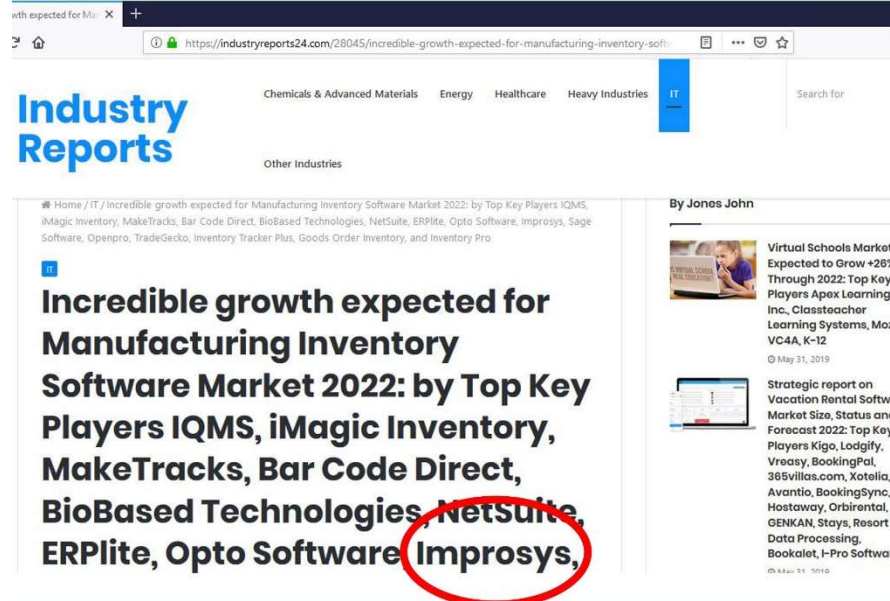 wth expected for Mar
https://industryreports24.com/28045/incredible-growth-expected-for-manufacturing-inventory-soft
Industry
Reports
Chemicals & Advanced Materials
Energy
Healthcare
Heavy Industries
IT
Search for
Other Industries
Home / IT / Incredible growth expected for Manufacturing Inventory Software Market 2022: by Top Key Players IQMS,
iMagic Inventory, MakeTracks, Bar Code Direct, BioBased Technologies, NetSuite, ERPlite, Opto Software, Improsys, Sage
Software, Openpro, TradeGecko, Inventory Tracker Plus, Goods Order Inventory, and Inventory Pro
IT
Incredible growth expected for
Manufacturing Inventory
Software Market 2022: by Top Key
Players IQMS, iMagic Inventory,
MakeTracks, Bar Code Direct,
BioBased Technologies, NetSuite,
ERPlite, Opto Software, Improsys,
By Jones John
Virtual Schools Market
Expected to Grow +26%
Through 2022: Top Key
Players Apex Learning
Inc., Classteacher
Learning Systems, Moz
VC4A, K-12
May 31, 2019
Strategic report on
Vacation Rental Softw
Market Size, Status and
Forecast 2022: Top Key
Players Kigo, Lodgify,
Vreasy, BookingPal,
365villas.com, Xotelia,
Avantio, BookingSync,
Hostaway, Orbirental,
GENKAN, Stays, Resort
Data Processing,
Bookalet, I-Pro Softwa
May 31, 2019